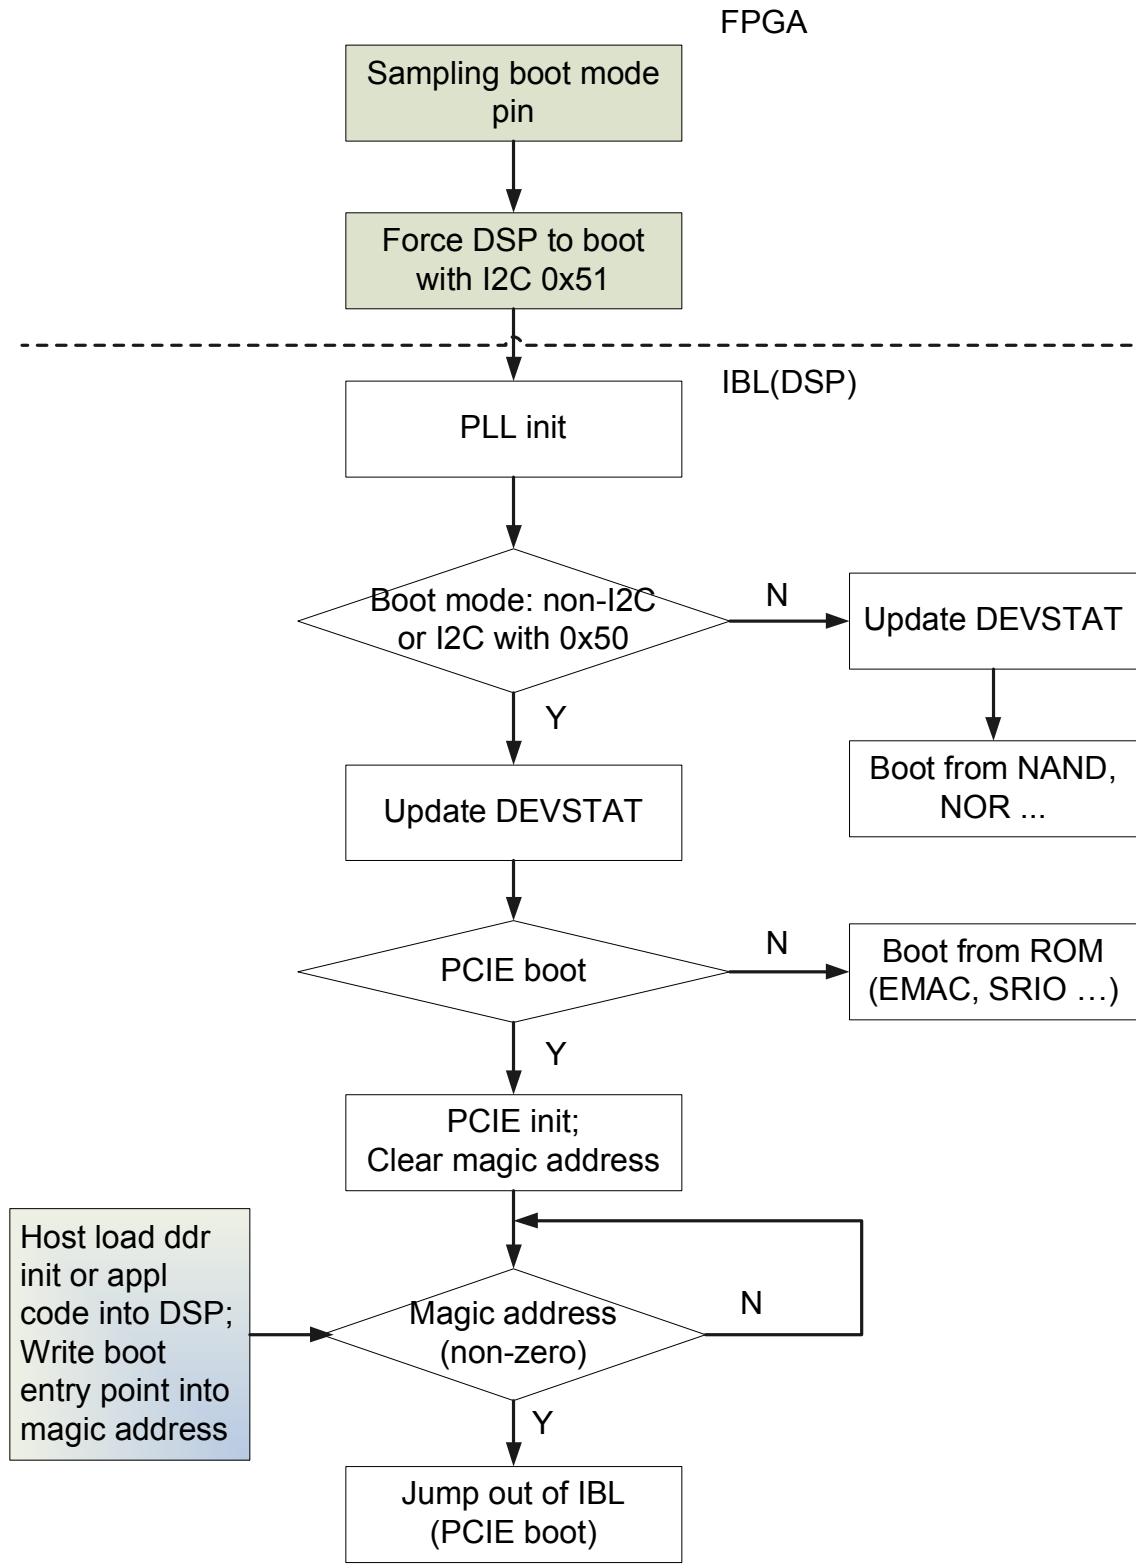 FPGA
Sampling boot mode
pin
Force DSP to boot
with I2C 0x51
IBL(DSP)
PLL init
Boot mode: non-I2C
or I2C with 0x50
N
Update DEVSTAT
Y
Boot from NAND,
NOR ...
Update DEVSTAT
PCIE boot
N
Boot from ROM
(EMAC, SRIO …)
Y
PCIE init;
Clear magic address
Host load ddr
init or appl
code into DSP;
Write boot
entry point into
magic address
Magic address
(non-zero)
N
Y
Jump out of IBL
(PCIE boot)